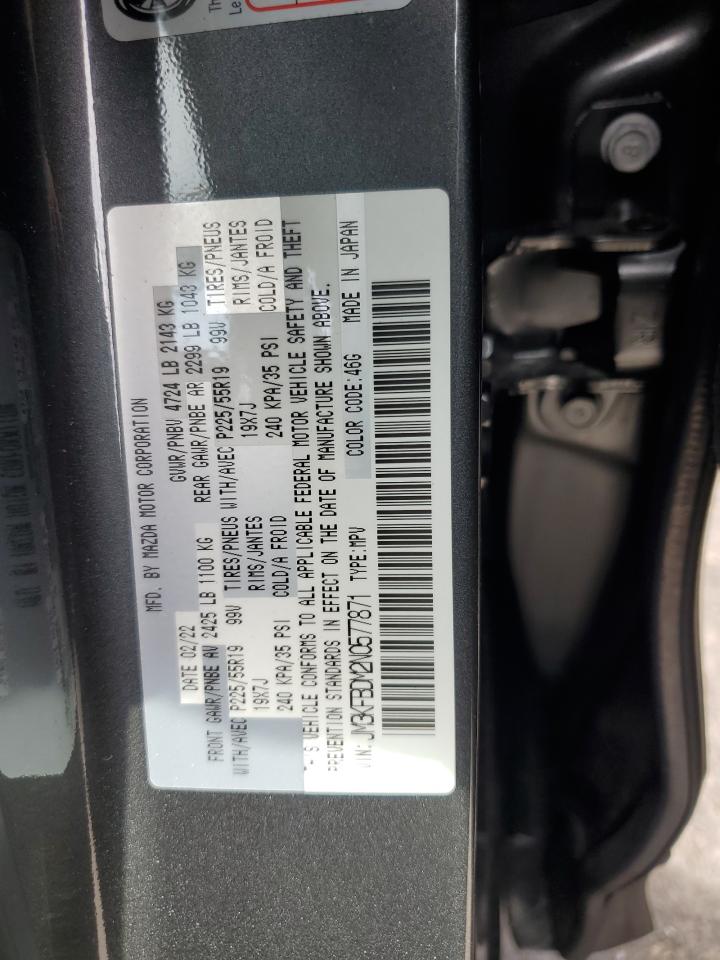 Th
Le
MFD. BY MAZDA MOTOR CORPORATION
DATE 02/22 GVWR/PNBV 4724 LB 2143 KG
FRONT GAWR/PNBE AV 2425 LB 1100 KG REAR GAWR/PNBE AR 2299 LB 1043 KG
WITH/AVEC P225/55R19 99V TIRES/PNEUS WITH/AVEC P225/55R19 99V TIRES/PNEUS
19X7J RIMS/JANTES 19X7J RIMS/JANTES
240 KPA/35 PSI COLD/A FROID 240 KPA/35 PSI COLD/A FROID
VEHICLE CONFORMS TO ALL APPLICABLE FEDERAL MOTOR VEHICLE SAFETY AND THEFT
PREVENTION STANDARDS IN EFFECT ON THE DATE OF MANUFACTURE SHOWN ABOVE.
VIN: JM3KFBDM2N0577871 TYPE:MPV COLOR CODE:46G MADE IN JAPAN
8